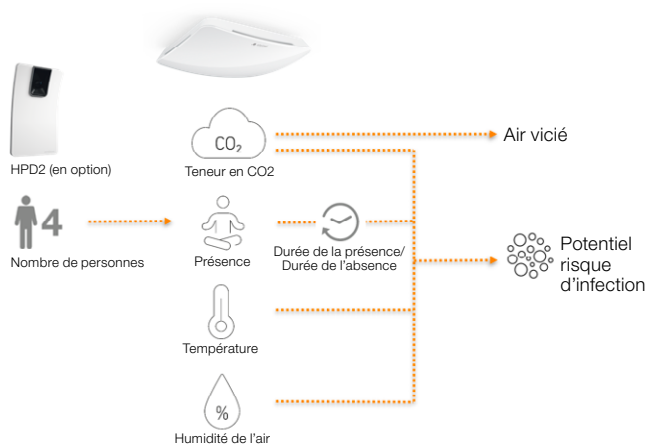 CO₂
Air vicié
HPD2 (en option)
Teneur en CO2
4
Nombre de personnes
Présence
Durée de la présence/
Durée de l'absence
Potentiel
risque
d'infection
Température
%
Humidité de l'air